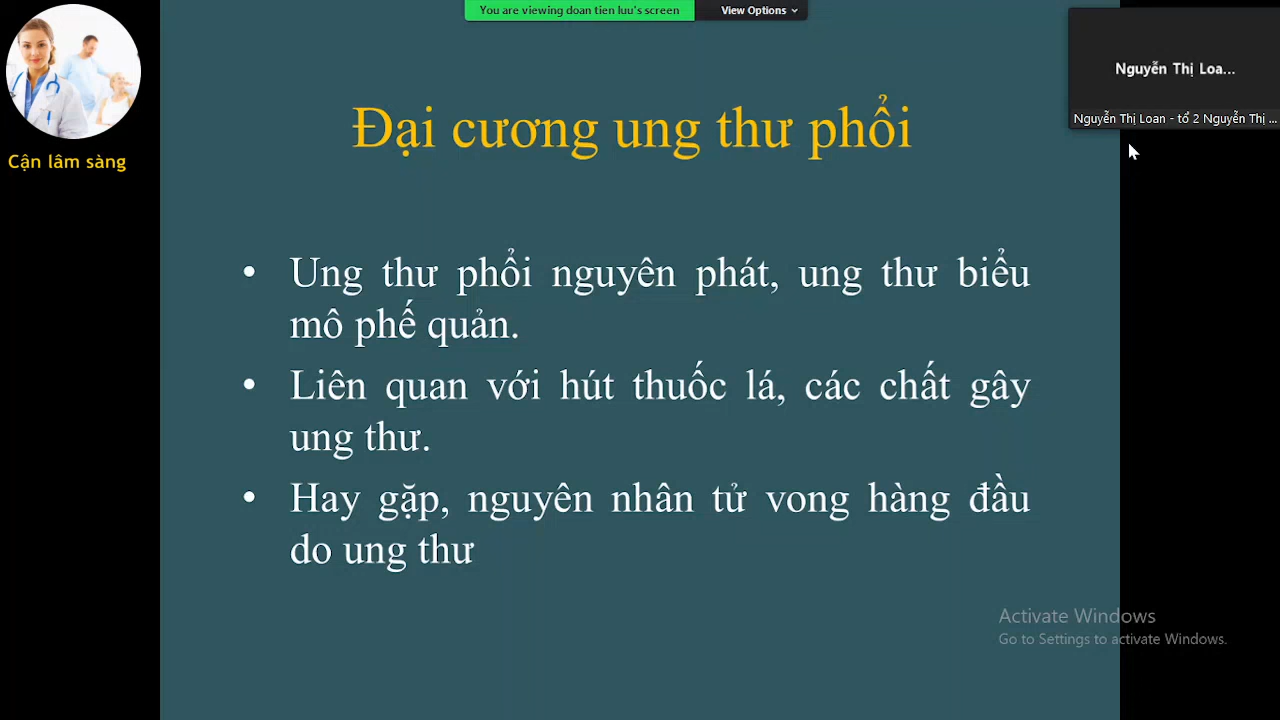 You are viewing doan tien luu's screen
View Options
Nguyễn Thị Loa...
Nguyễn Thị Loan - tổ 2 Nguyễn Thị ...
Cận lâm sàng
Đại cương ung thư phổi
• Ung thư phổi nguyên phát, ung thư biểu
mô phế quản.
• Liên quan với hút thuốc lá, các chất gây
ung thư.
• Hay gặp, nguyên nhân tử vong hàng đầu
do ung thư
Activate Windows
Go to Settings to activate Windows.